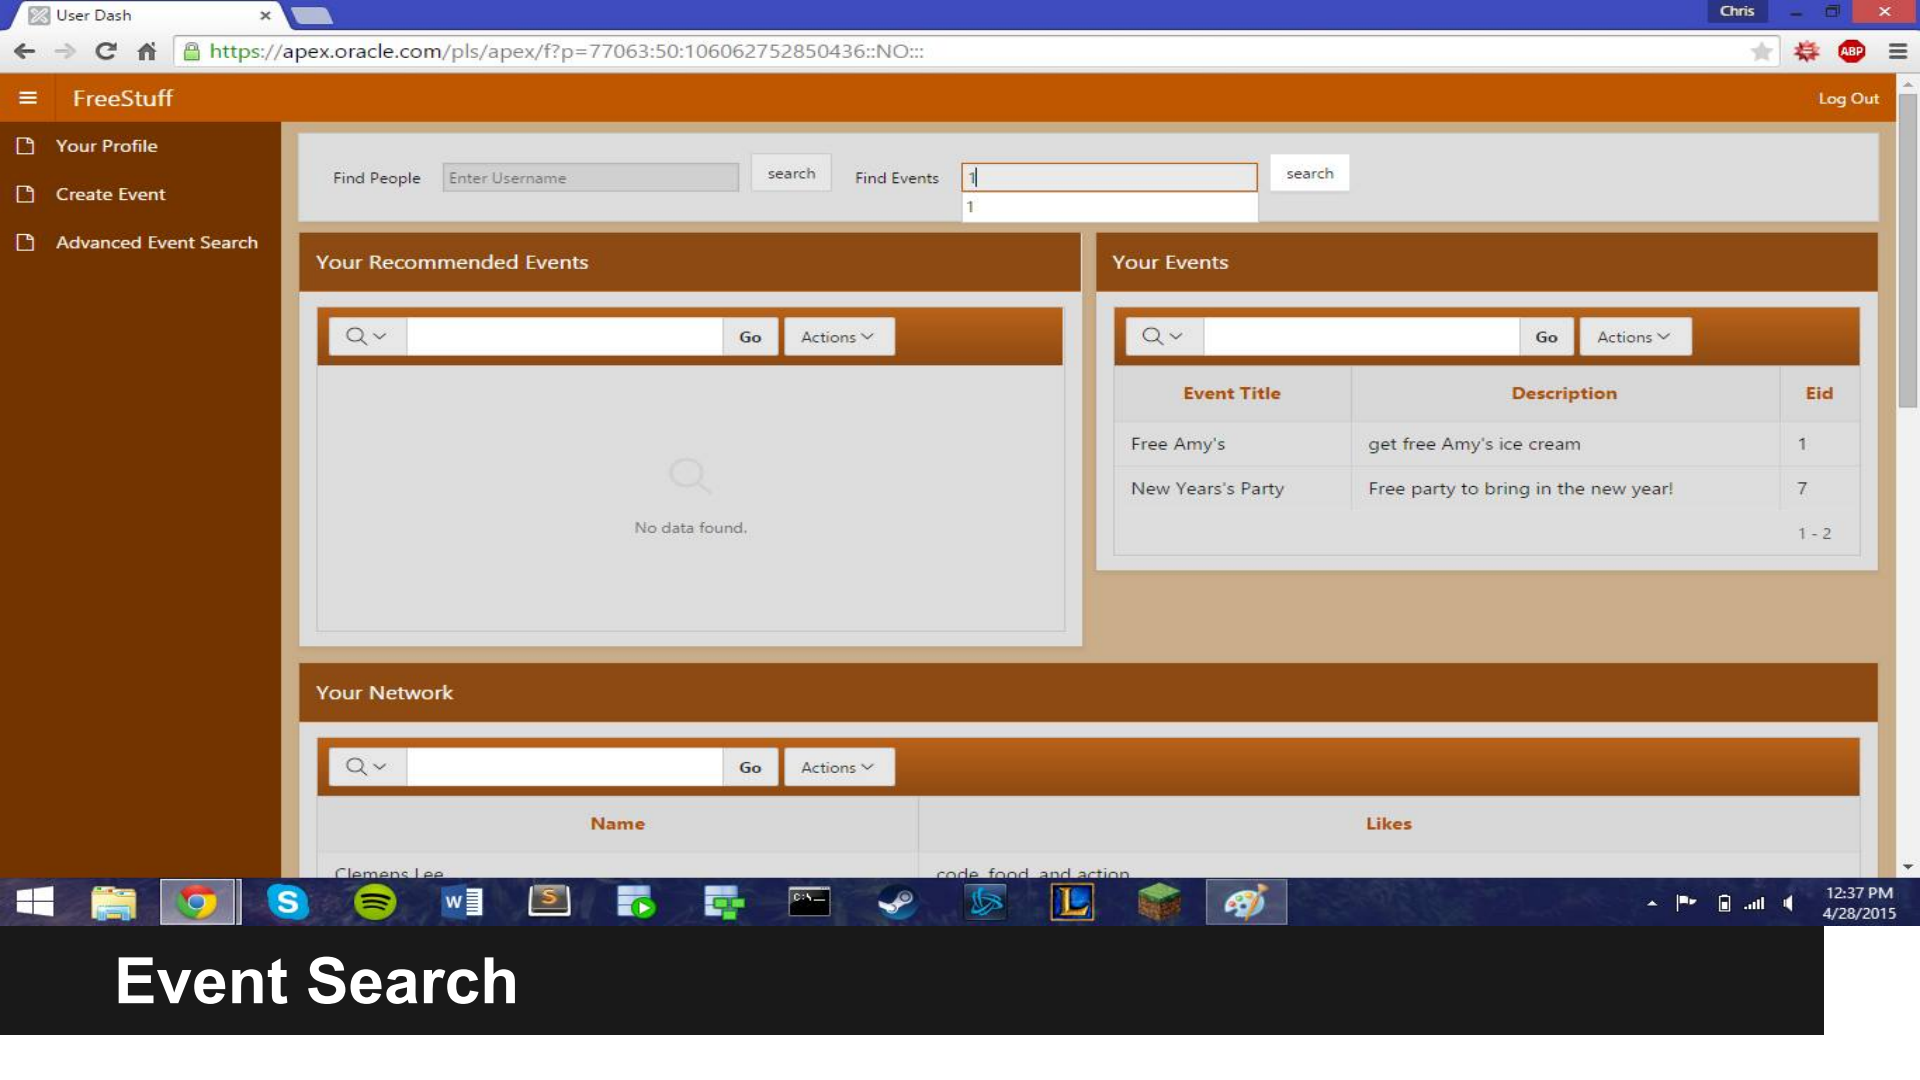 User Dash
Chris
https://apex.oracle.com/pls/apex/f?p=77063:50:106062752850436::NO:::
ABP
FreeStuff
Log Out
Your Profile
Create Event
Advanced Event Search
Find People Enter Username search Find Events 1 search
1
Your Recommended Events
Go Actions
No data found.
Your Events
Go Actions
Event Title Description Eid
Free Amy's get free Amy's ice cream 1
New Years's Party Free party to bring in the new year! 7
1 - 2
Your Network
Go Actions
Name Likes
Clemens Lee code, food, and action
12:37 PM
4/28/2015
Event Search